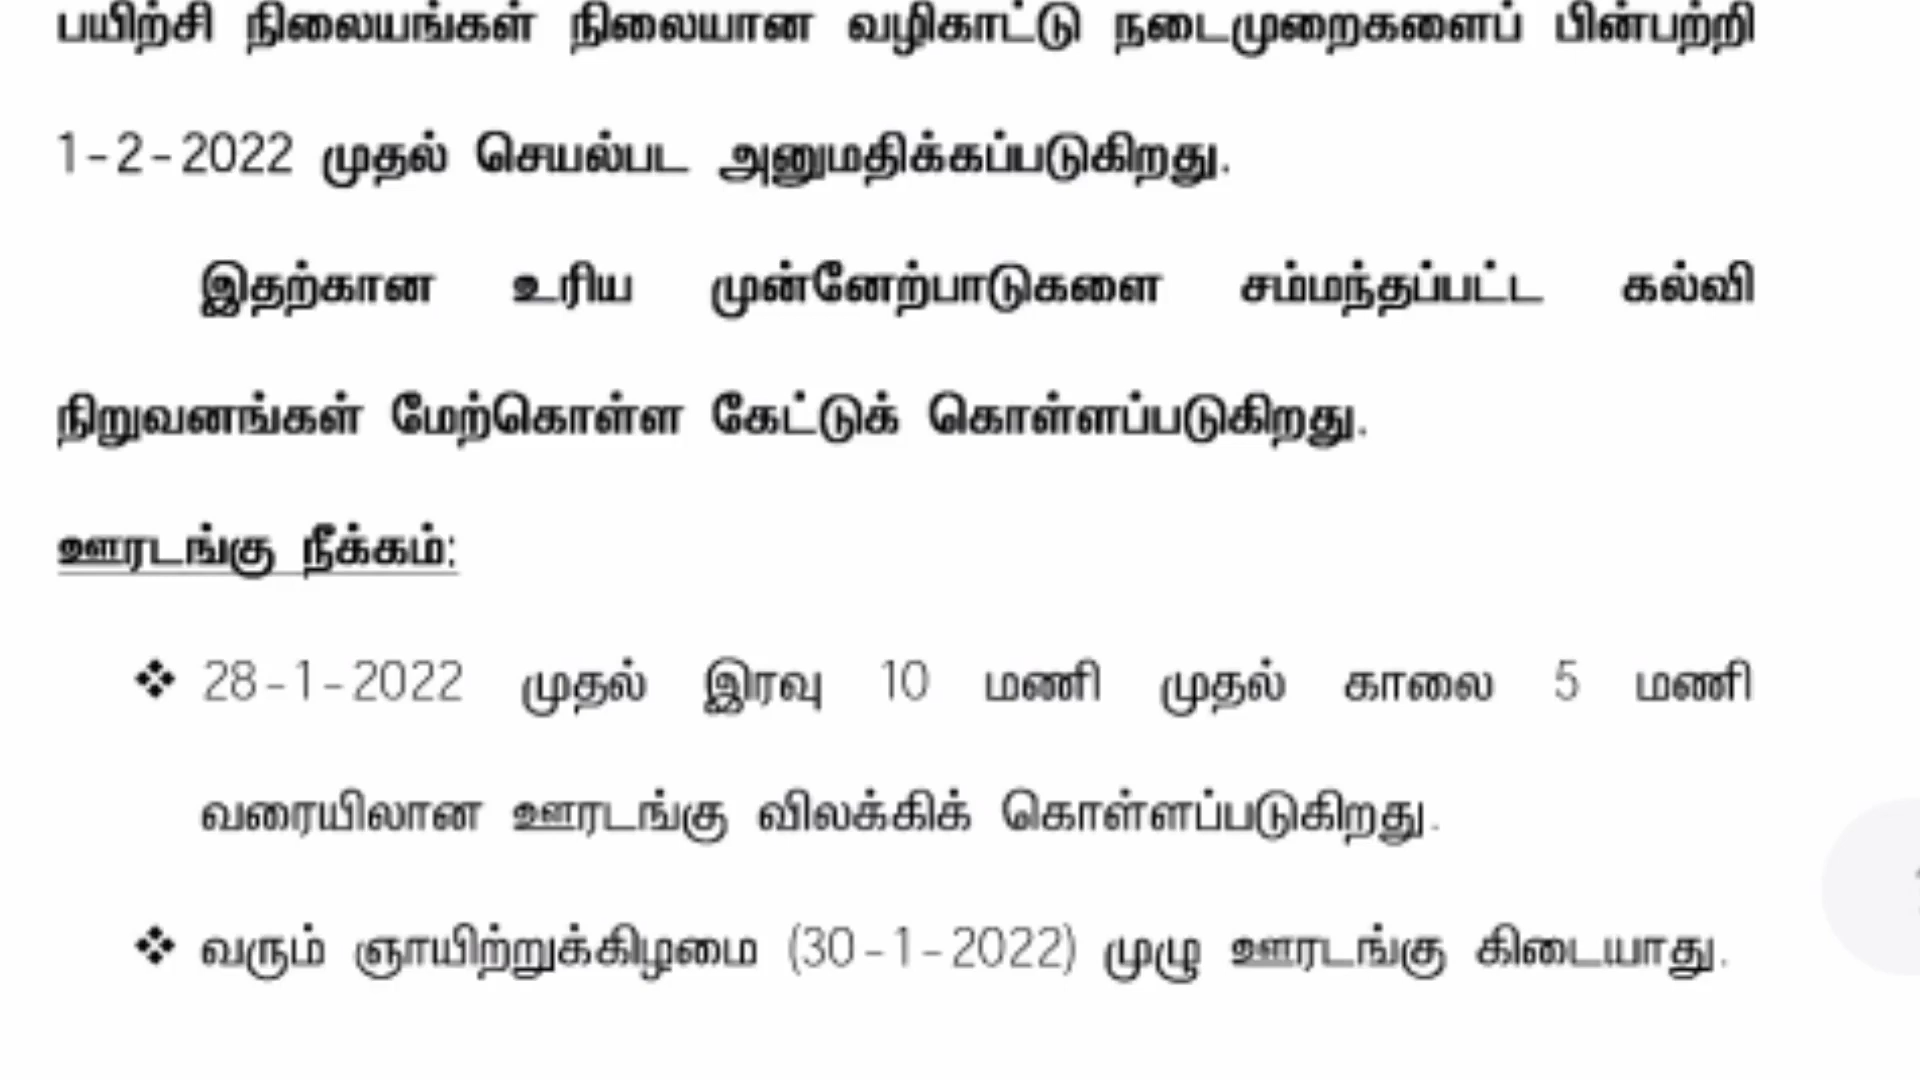 பயிற்சி நிலையங்கள் நிலையான வழிகாட்டு நடைமுறைகளைப் பின்பற்றி
1-2-2022 முதல் செயல்பட அனுமதிக்கப்படுகிறது.
இதற்கான உரிய முன்னேற்பாடுகளை சம்மந்தப்பட்ட கல்வி
நிறுவனங்கள் மேற்கொள்ள கேட்டுக் கொள்ளப்படுகிறது.
ஊரடங்கு நீக்கம்:
❖ 28-1-2022 முதல் இரவு 10 மணி முதல் காலை 5 மணி
வரையிலான ஊரடங்கு விலக்கிக் கொள்ளப்படுகிறது.
❖ வரும் ஞாயிற்றுக்கிழமை (30-1-2022) முழு ஊரடங்கு கிடையாது.